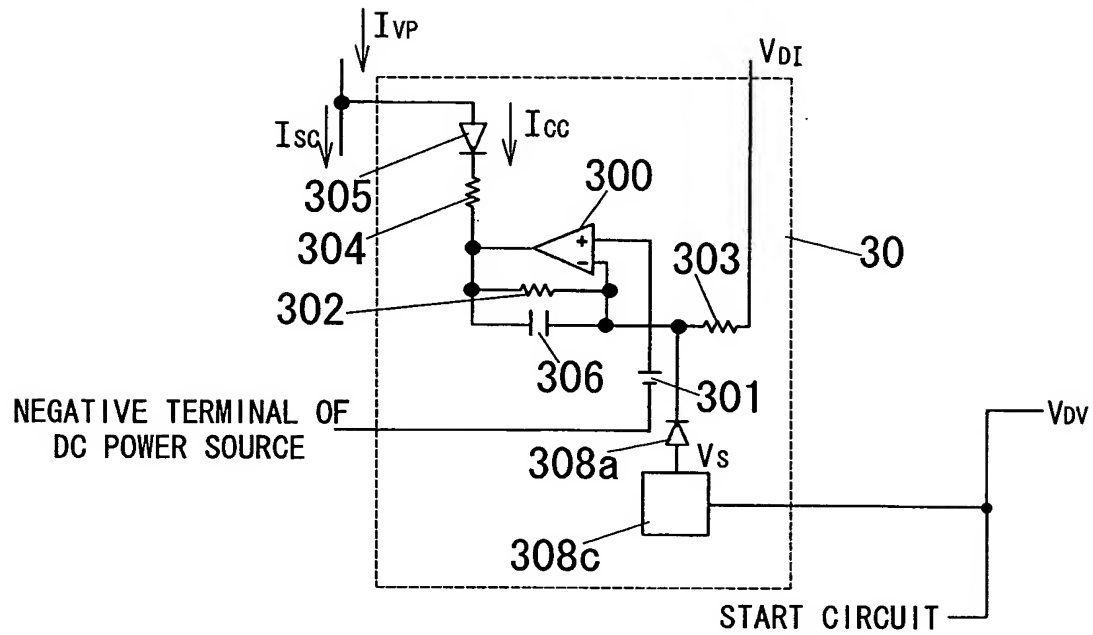 IVP
VDI
ISC
ICC
300
305
304
303
30
302
306
301
NEGATIVE TERMINAL OF
DC POWER SOURCE
VDV
308a
VS
308c
START CIRCUIT
+
−